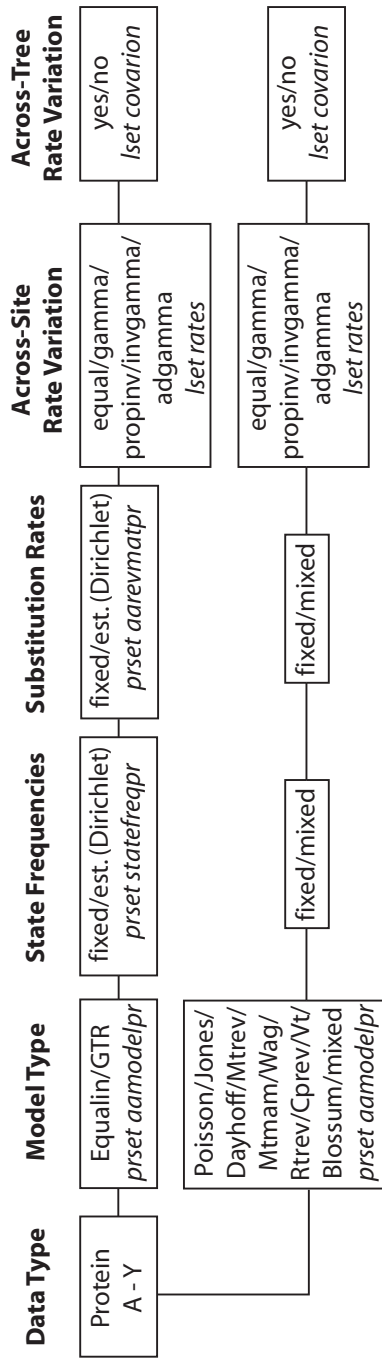 Data Type
Model Type
State Frequencies
Substitution Rates
Across-Site
Rate Variation
Across-Tree
Rate Variation
Protein
A - Y
Equalin/GTR
prset aamodelpr
fixed/est. (Dirichlet)
prset statefreqpr
fixed/est. (Dirichlet)
prset aarevmatpr
equal/gamma/
propinv/invgamma/
adgamma
lset rates
yes/no
lset covarion
Poisson/Jones/
Dayhoff/Mtrev/
Mtmam/Wag/
Rtrev/Cprev/Vt/
Blossum/mixed
prset aamodelpr
fixed/mixed
fixed/mixed
equal/gamma/
propinv/invgamma/
adgamma
lset rates
yes/no
lset covarion